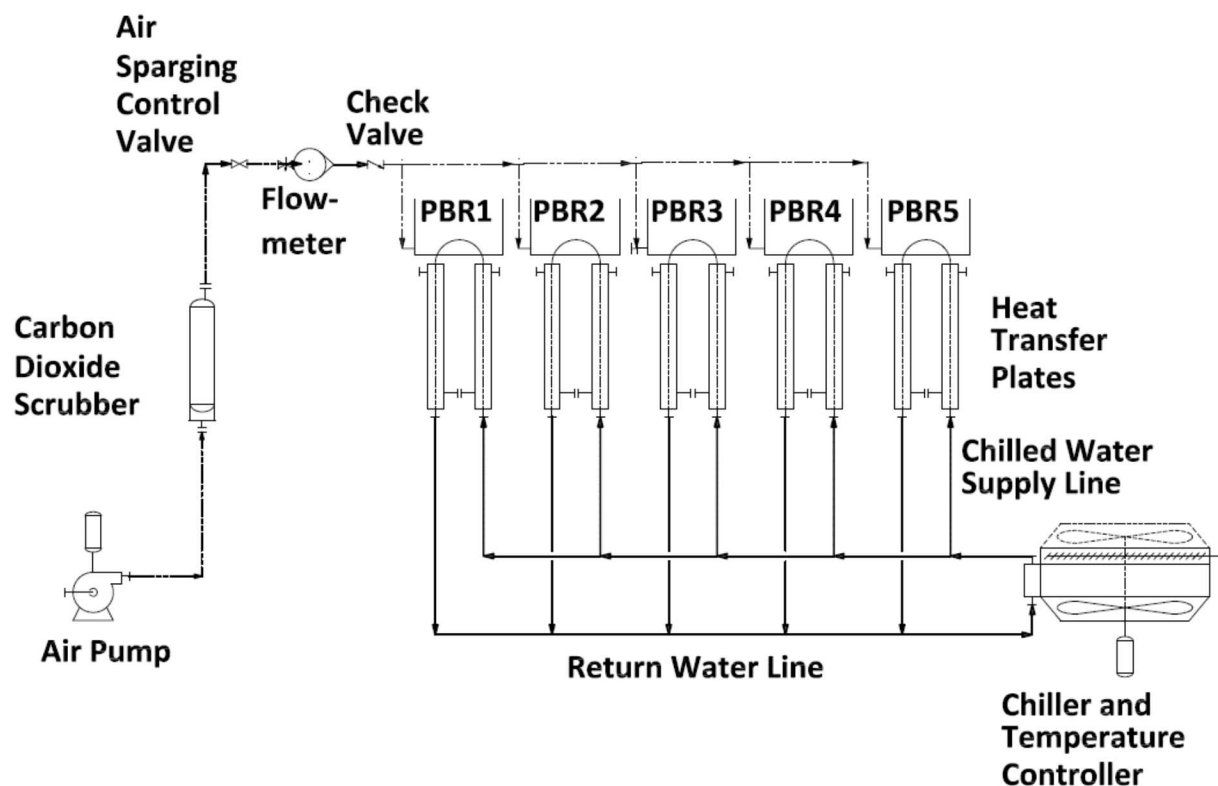 Air
Sparging
Control
Valve
Check
Valve
Flow-
meter
PBR1
PBR2
PBR3
PBR4
PBR5
Carbon
Dioxide
Scrubber
Heat
Transfer
Plates
Chilled Water
Supply Line
Air Pump
Return Water Line
Chiller and
Temperature
Controller